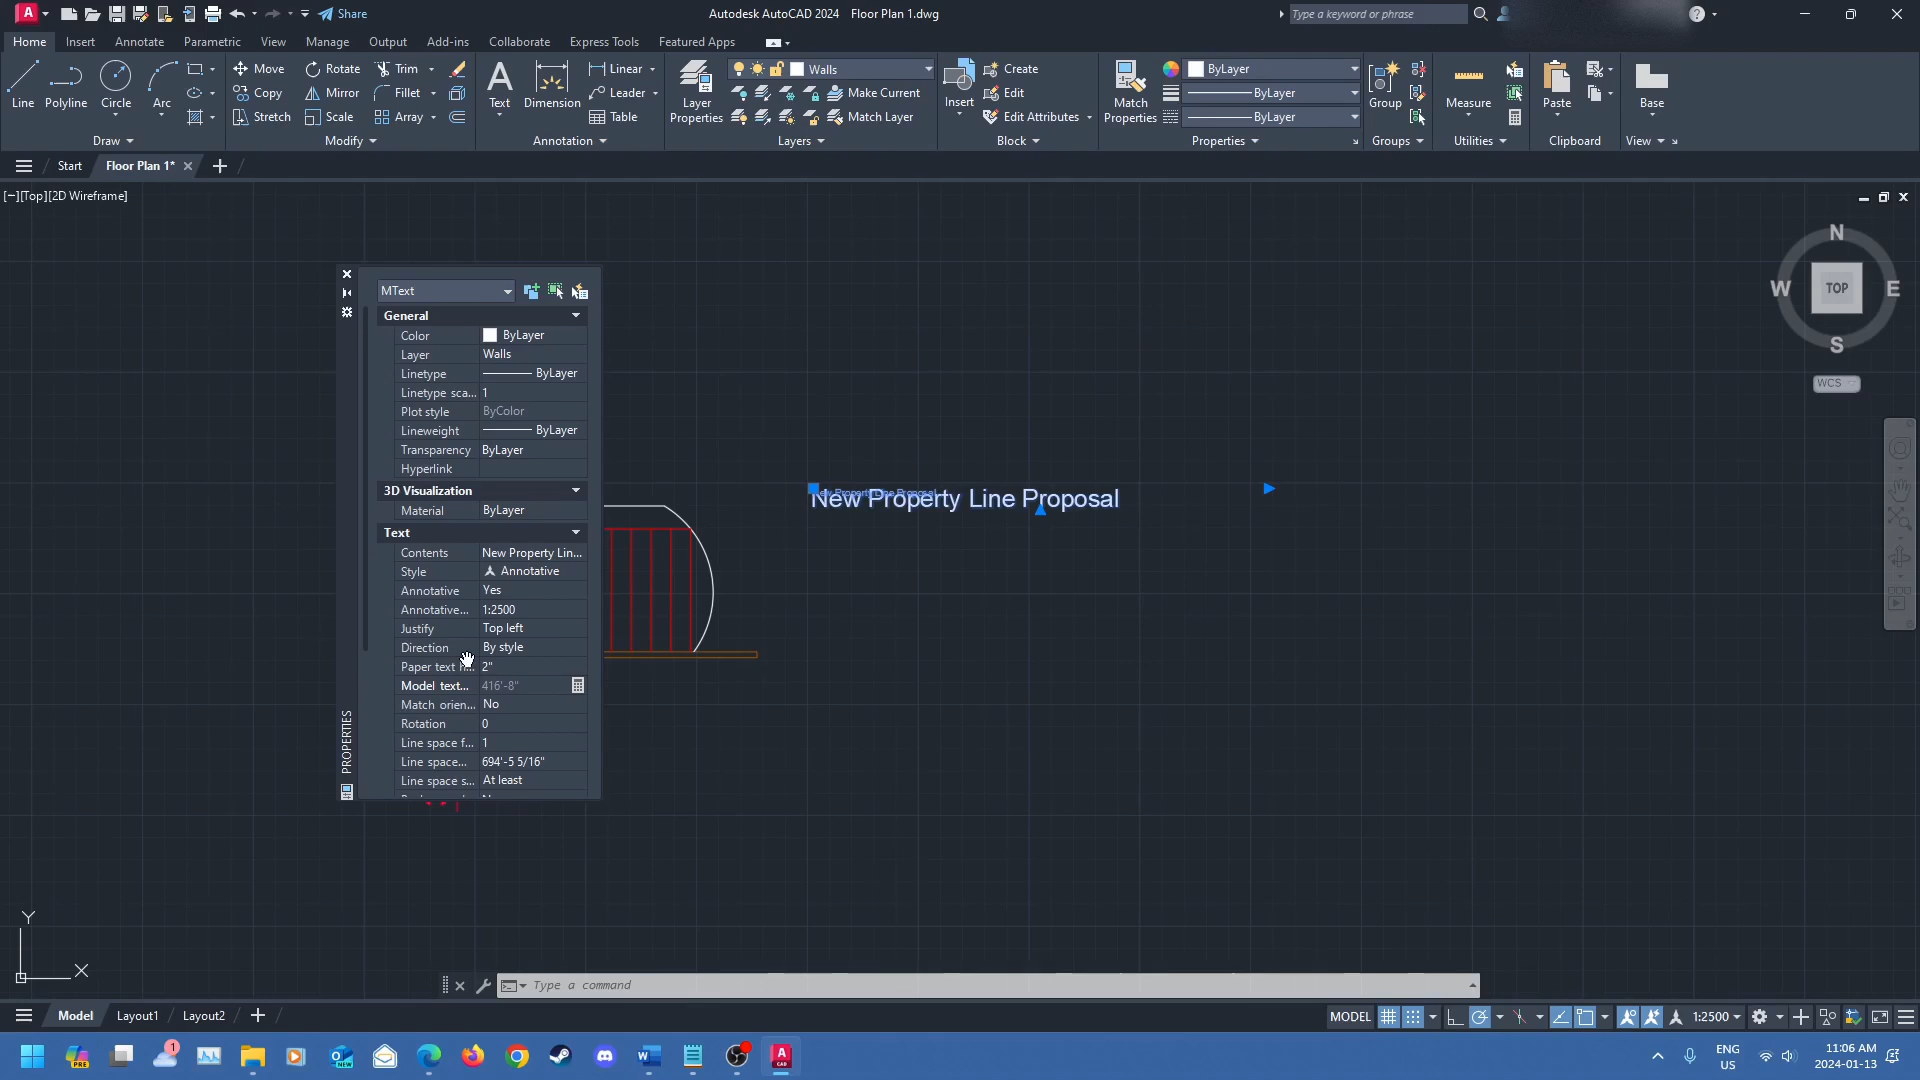 Share
Autodesk AutoCAD 2024 Floor Plan 1.dwg
Type a keyword or phrase
Home Insert Annotate Parametric View Manage Output Add-ins Collaborate Express Tools Featured Apps
Line Polyline Circle Arc
Move Rotate Trim
Copy Mirror Fillet
Stretch Scale Array
Text Dimension
Linear
Leader
Table
Layer Properties
Walls
Make Current
Match Layer
Insert
Create
Edit
Edit Attributes
Match Properties
ByLayer
ByLayer
ByLayer
Group
Measure
Paste
Base
Draw Modify Annotation Layers Block Properties Groups Utilities Clipboard View
Start Floor Plan 1*
[−][Top][2D Wireframe]
N
W TOP E
S
WCS
MText
General
Color ByLayer
Layer Walls
Linetype ByLayer
Linetype sca... 1
Plot style ByColor
Lineweight ByLayer
Transparency ByLayer
Hyperlink
3D Visualization
Material ByLayer
Text
Contents New Property Lin...
Style Annotative
Annotative Yes
Annotative... 1:2500
Justify Top left
Direction By style
Paper text h... 2"
Model text... 416'-8"
Match orien... No
Rotation 0
Line space f... 1
Line space... 694'-5 5/16"
Line space s... At least
PROPERTIES
New Property Line Proposal
New Property Line Proposal
Y
X
Type a command
Model Layout1 Layout2
MODEL 1:2500
1
PRE
ENG
US
11:06 AM
2024-01-13